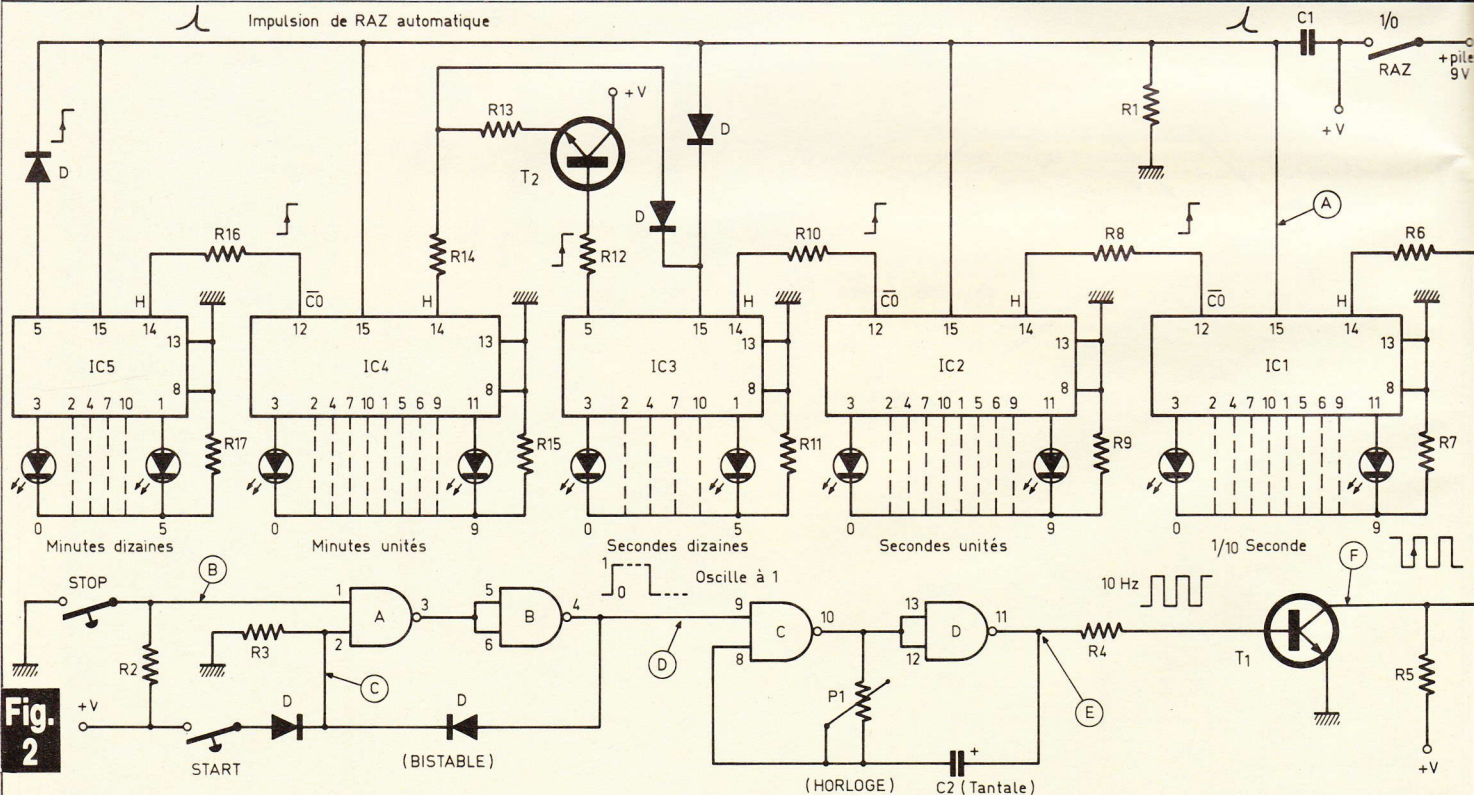 Impulsion de RAZ automatique
C1
1/0
RAZ
+pile
9V
+V
R1
A
D
R13
T2
+V
D
D
R16
R14
R12
R10
R8
R6
H
C̅0̅
H
H
C̅0̅
H
C̅0̅
H
5 15 14 13 8
IC5
12 15 14 13 8
IC4
5 15 14 13 8
IC3
12 15 14 13 8
IC2
12 15 14 13 8
IC1
3 2 4 7 10 1
3 2 4 7 10 1 5 6 9 11
3 2 4 7 10 1
3 2 4 7 10 1 5 6 9 11
3 2 4 7 10 1 5 6 9 11
R17
R15
R11
R9
R7
0 5
0 9
0 5
0 9
0 9
Minutes dizaines
Minutes unités
Secondes dizaines
Secondes unités
1/10 Seconde
STOP
B
1
2
A
3
5
6
B
4
1
0
Oscille à 1
D
9
8
C
10
13
12
D
11
E
10 Hz
R4
T1
F
R5
+V
R3
R2
C
+V
START
D
D
(BISTABLE)
P1
(HORLOGE)
+
C2 (Tantale)
Fig.
2